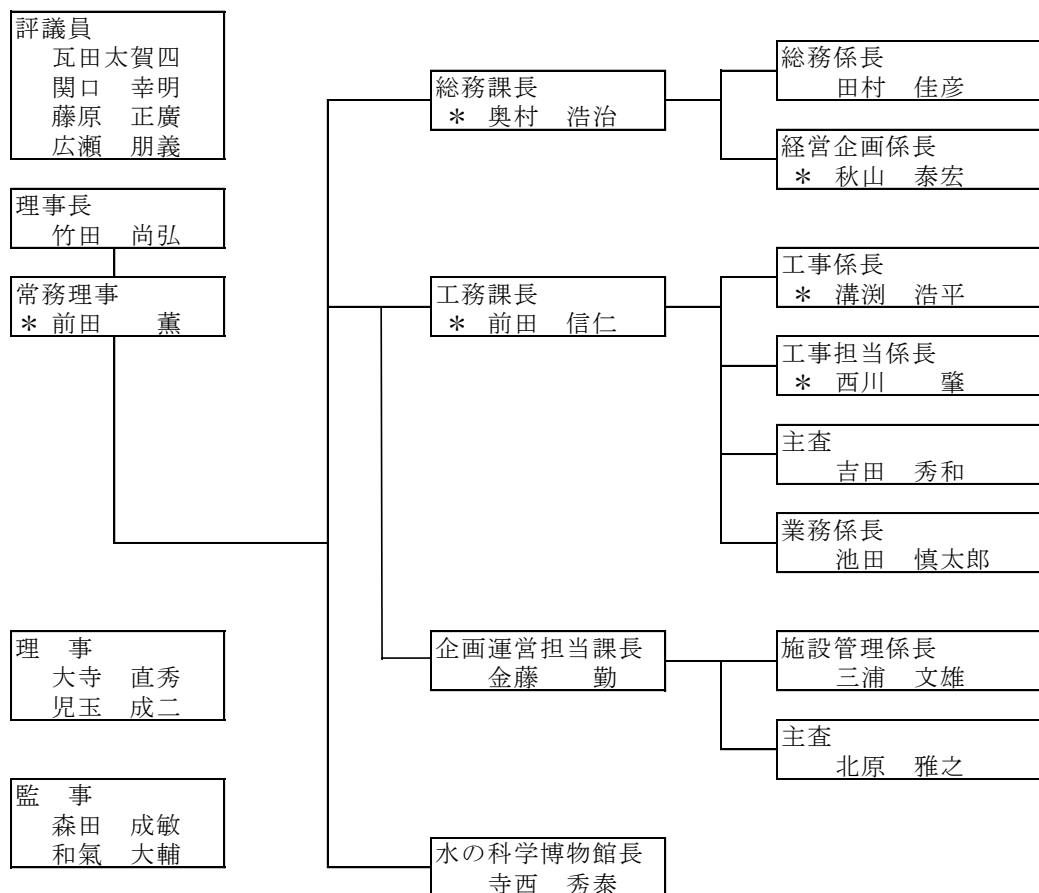 評議員
瓦田太賀四
関口　幸明
藤原　正廣
広瀬　朋義
理事長
竹田　尚弘
常務理事
＊ 前田　　薫
理　事
大寺　直秀
児玉　成二
監　事
森田　成敏
和氣　大輔
総務課長
＊　奥村　浩治
工務課長
＊　前田　信仁
企画運営担当課長
金藤　　勤
水の科学博物館長
寺西　秀泰
総務係長
田村　佳彦
経営企画係長
＊　秋山　泰宏
工事係長
＊　溝渕　浩平
工事担当係長
＊　西川　　肇
主査
吉田　秀和
業務係長
池田　慎太郎
施設管理係長
三浦　文雄
主査
北原　雅之